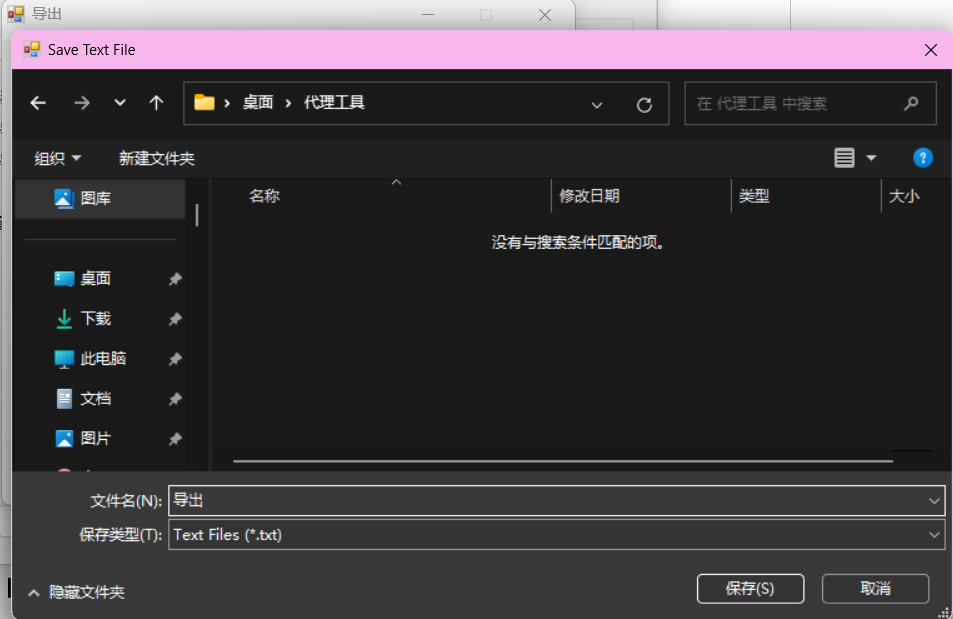 导出
Save Text File
桌面 代理工具
在 代理工具 中搜索
组织
新建文件夹
图库
名称
修改日期
类型
大小
没有与搜索条件匹配的项。
桌面
下载
此电脑
文档
图片
文件名(N):
导出
保存类型(T):
Text Files (*.txt)
隐藏文件夹
保存(S)
取消